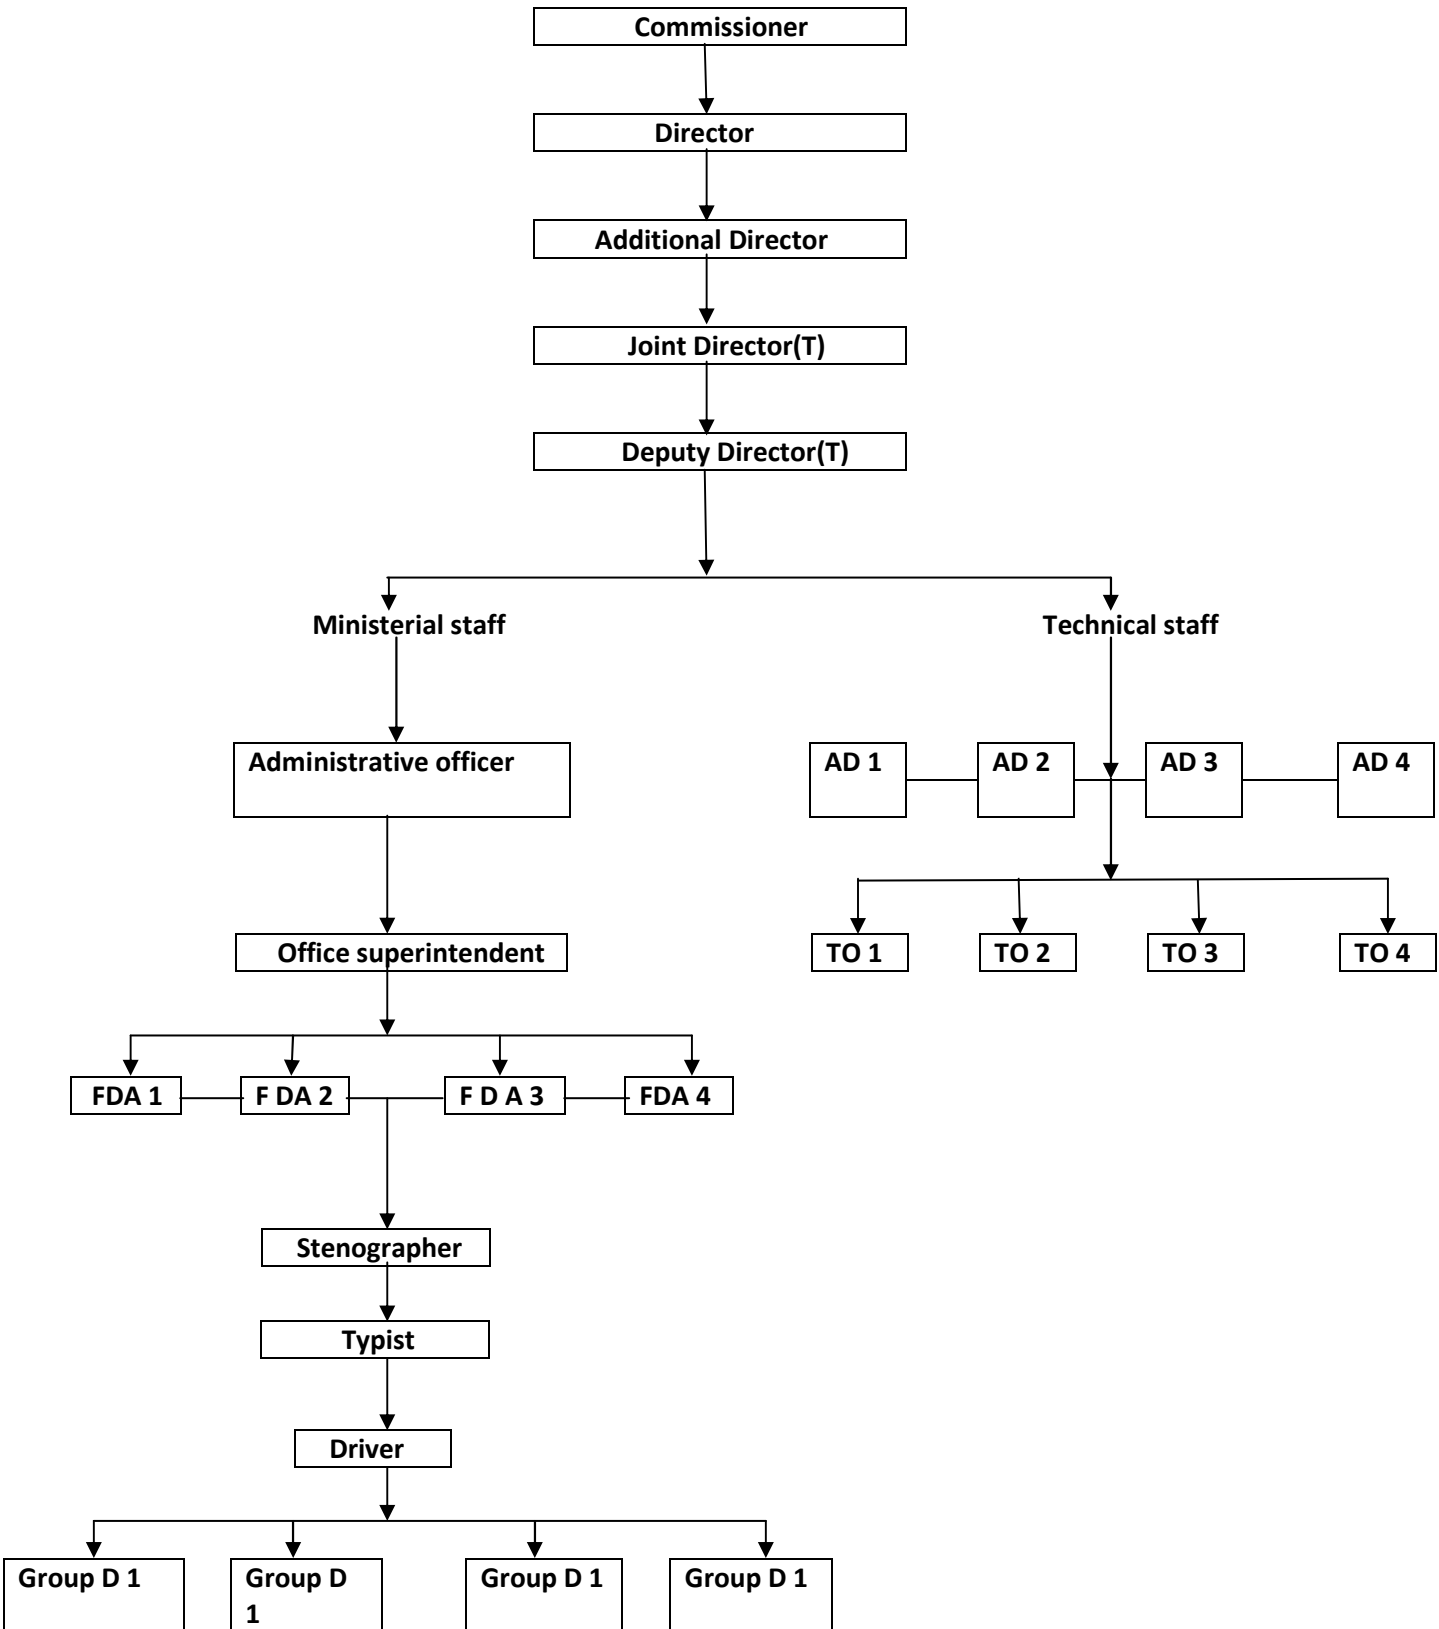 Commissioner
Director
Additional Director
Joint Director(T)
Deputy Director(T)
Ministerial staff
Technical staff
Administrative officer
AD 1
AD 2
AD 3
AD 4
Office superintendent
TO 1
TO 2
TO 3
TO 4
FDA 1
F DA 2
F D A 3
FDA 4
Stenographer
Typist
Driver
Group D 1
Group D
1
Group D 1
Group D 1